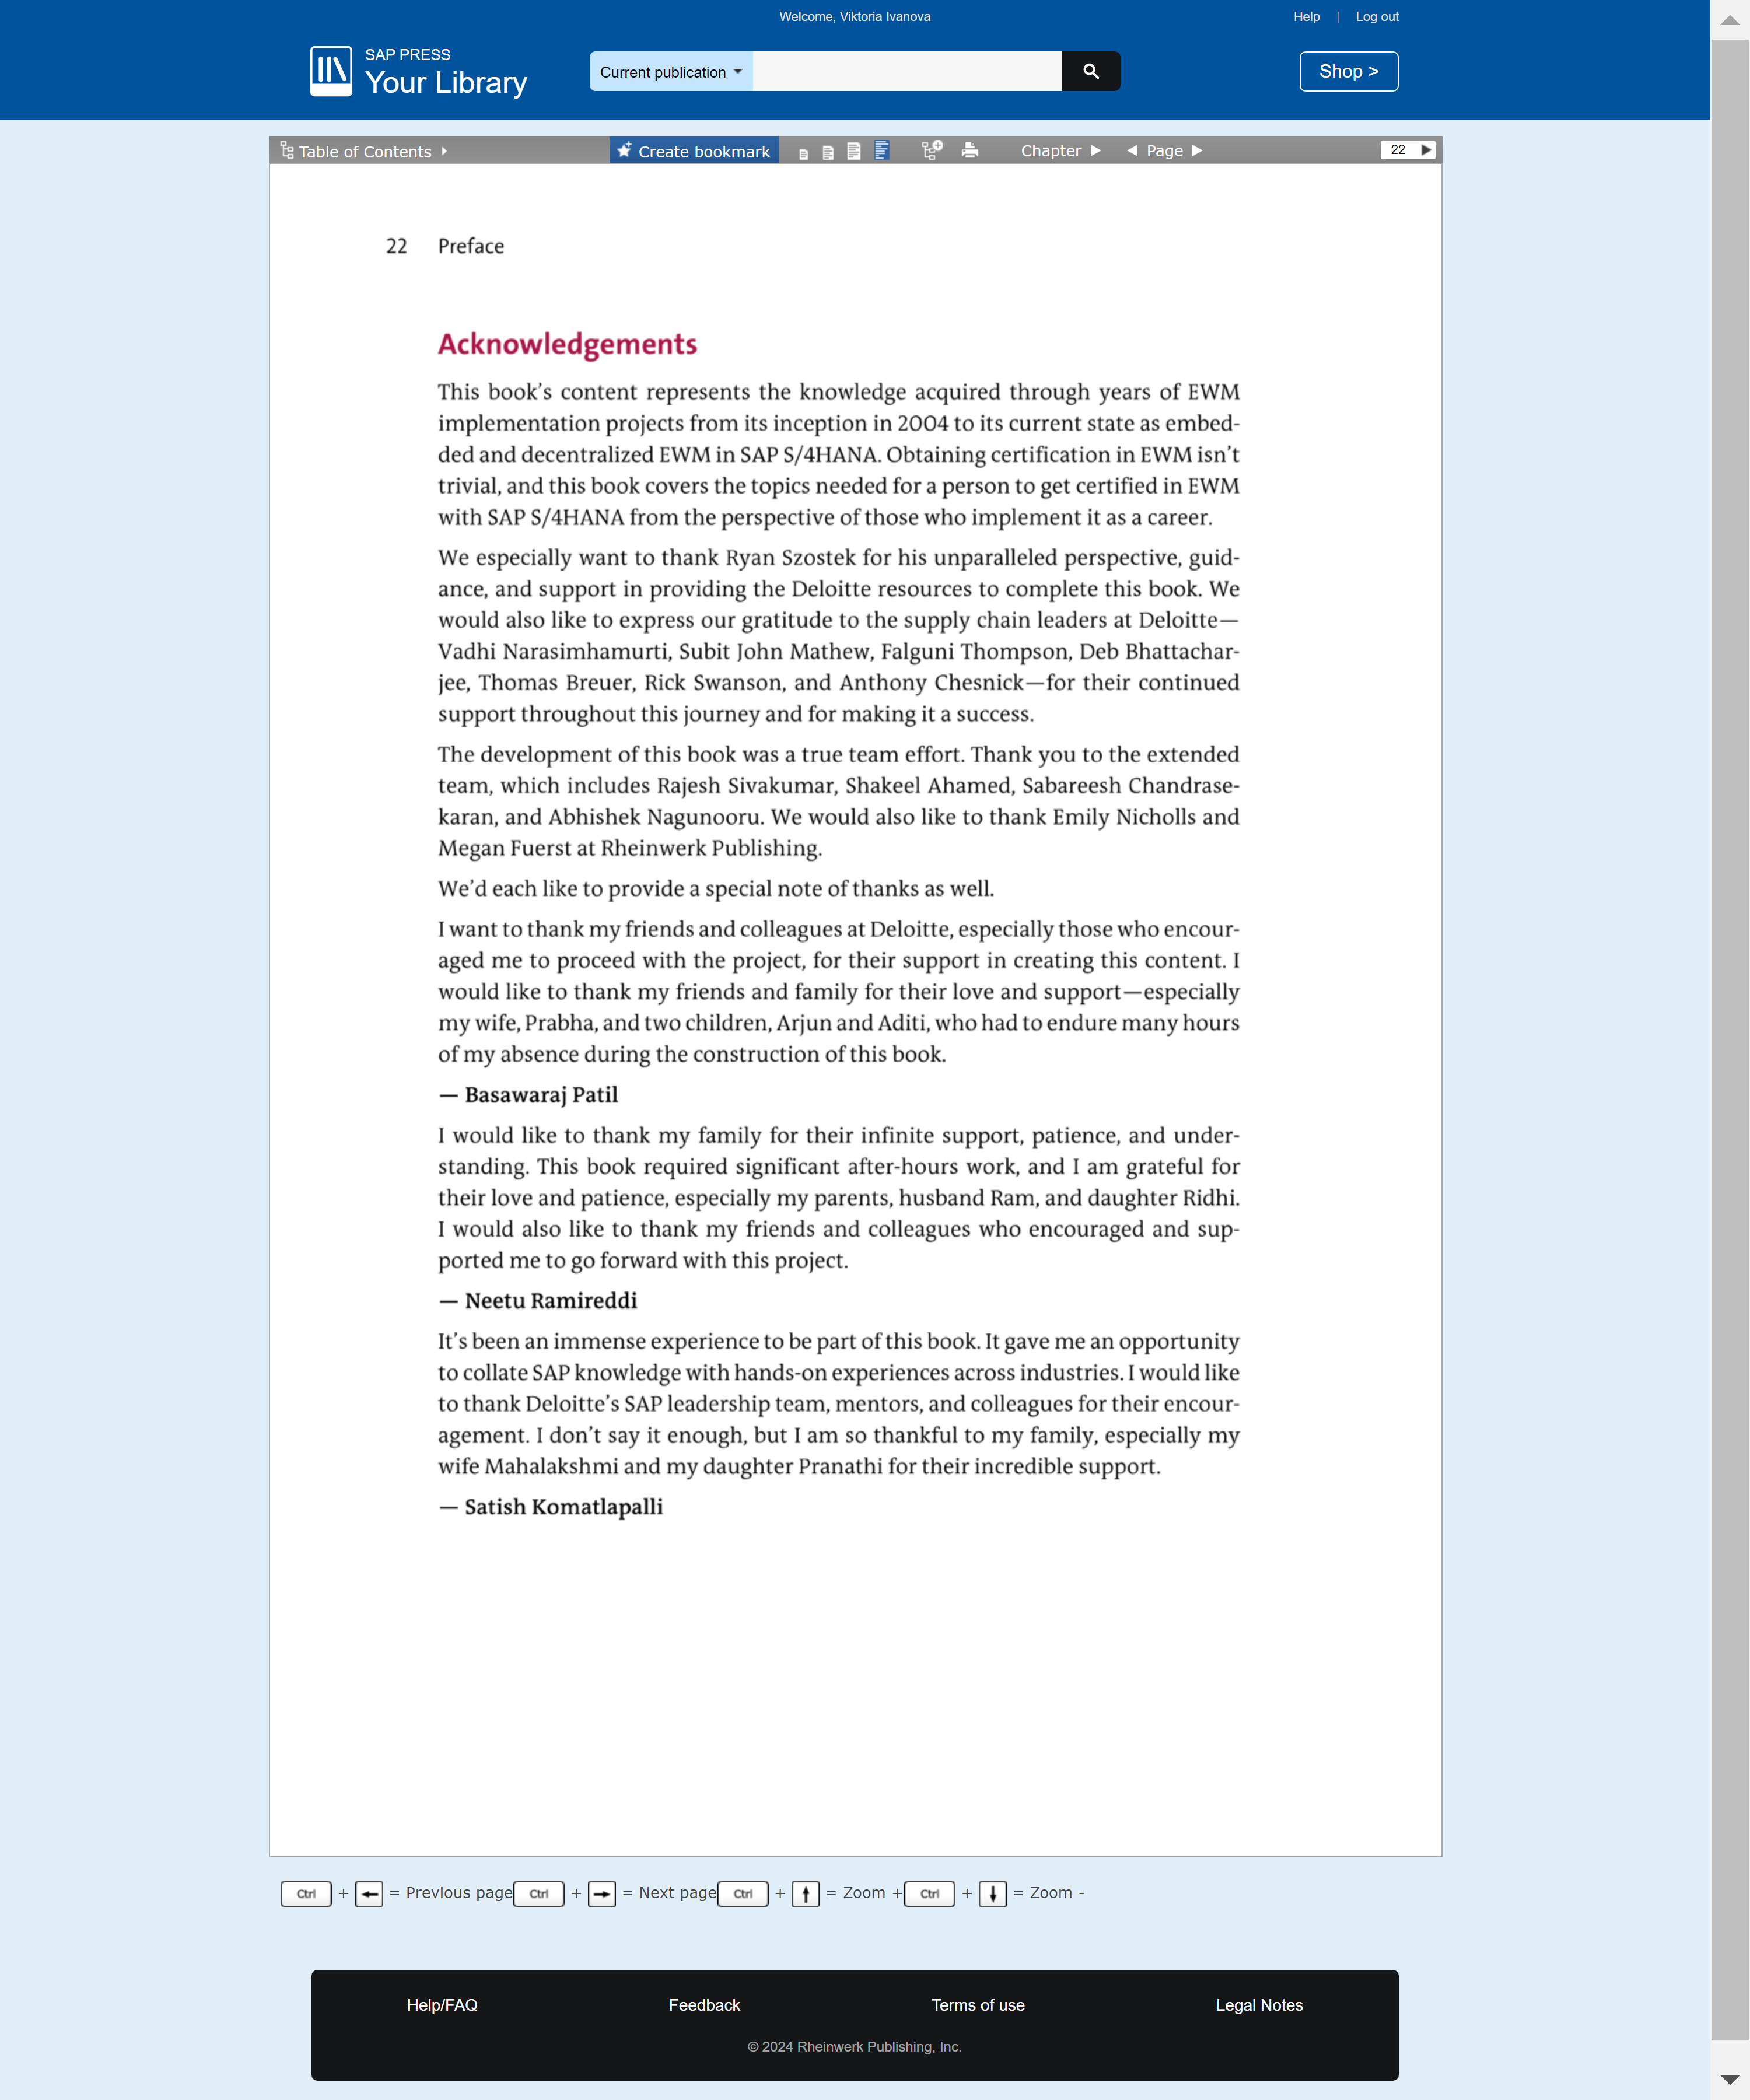 Welcome, Viktoria Ivanova
Help | Log out
SAP PRESS
Your Library
Current publication
Shop >
Table of Contents
Create bookmark
Chapter
Page
22
22 Preface
Acknowledgements
This book’s content represents the knowledge acquired through years of EWM
implementation projects from its inception in 2004 to its current state as embed-
ded and decentralized EWM in SAP S/4HANA. Obtaining certification in EWM isn’t
trivial, and this book covers the topics needed for a person to get certified in EWM
with SAP S/4HANA from the perspective of those who implement it as a career.
We especially want to thank Ryan Szostek for his unparalleled perspective, guid-
ance, and support in providing the Deloitte resources to complete this book. We
would also like to express our gratitude to the supply chain leaders at Deloitte—
Vadhi Narasimhamurti, Subit John Mathew, Falguni Thompson, Deb Bhattachar-
jee, Thomas Breuer, Rick Swanson, and Anthony Chesnick—for their continued
support throughout this journey and for making it a success.
The development of this book was a true team effort. Thank you to the extended
team, which includes Rajesh Sivakumar, Shakeel Ahamed, Sabareesh Chandrase-
karan, and Abhishek Nagunooru. We would also like to thank Emily Nicholls and
Megan Fuerst at Rheinwerk Publishing.
We’d each like to provide a special note of thanks as well.
I want to thank my friends and colleagues at Deloitte, especially those who encour-
aged me to proceed with the project, for their support in creating this content. I
would like to thank my friends and family for their love and support—especially
my wife, Prabha, and two children, Arjun and Aditi, who had to endure many hours
of my absence during the construction of this book.
— Basawaraj Patil
I would like to thank my family for their infinite support, patience, and under-
standing. This book required significant after-hours work, and I am grateful for
their love and patience, especially my parents, husband Ram, and daughter Ridhi.
I would also like to thank my friends and colleagues who encouraged and sup-
ported me to go forward with this project.
— Neetu Ramireddi
It’s been an immense experience to be part of this book. It gave me an opportunity
to collate SAP knowledge with hands-on experiences across industries. I would like
to thank Deloitte’s SAP leadership team, mentors, and colleagues for their encour-
agement. I don’t say it enough, but I am so thankful to my family, especially my
wife Mahalakshmi and my daughter Pranathi for their incredible support.
— Satish Komatlapalli
Ctrl + ← = Previous page Ctrl + → = Next page Ctrl + ↑ = Zoom + Ctrl + ↓ = Zoom -
Help/FAQ
Feedback
Terms of use
Legal Notes
© 2024 Rheinwerk Publishing, Inc.